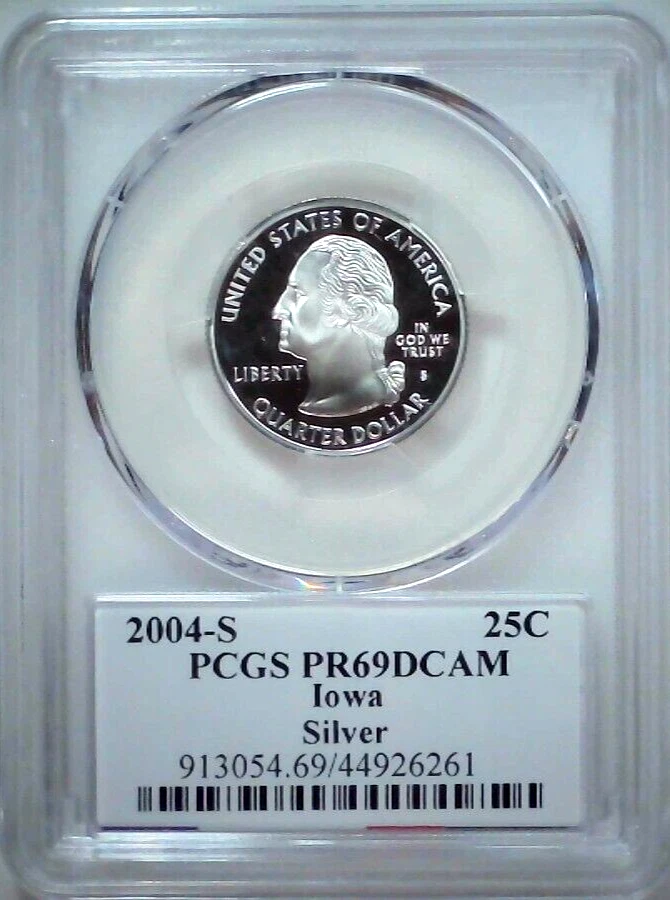 UNITED STATES OF AMERICA
IN
GOD WE
TRUST
LIBERTY
S
QUARTER DOLLAR
2004-S 25C
PCGS PR69DCAM
Iowa
Silver
913054.69/44926261